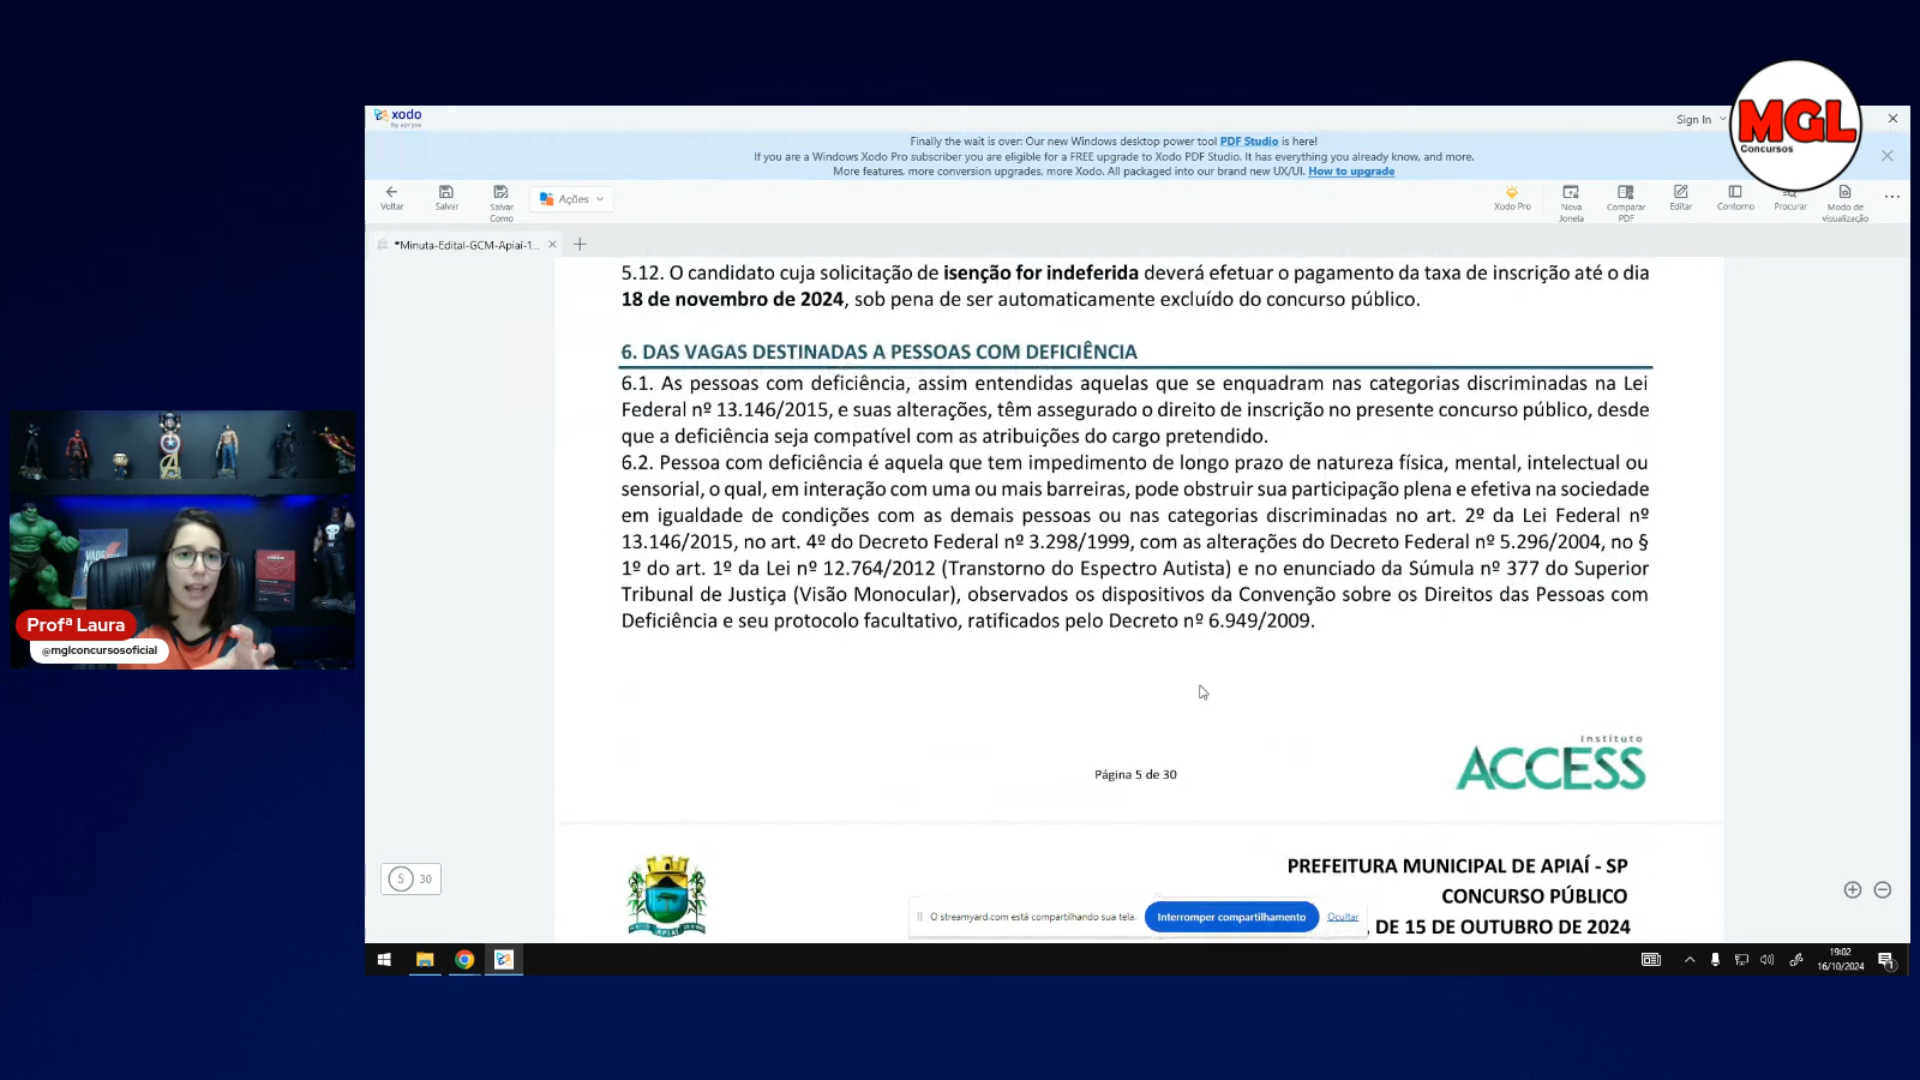 MGL
Concursos
xodo
by apryse
Sign In
Finally the wait is over: Our new Windows desktop power tool PDF Studio is here!
If you are a Windows Xodo Pro subscriber you are eligible for a FREE upgrade to Xodo PDF Studio. It has everything you already know, and more.
More features, more conversion upgrades, more Xodo. All packaged into our brand new UX/UI. How to upgrade
Voltar
Salvar
Salvar Como
Ações
Xodo Pro
Nova Janela
Comparar PDF
Editar
Contorno
Procurar
Modo de visualização
*Minuta-Edital-GCM-Apiaí-1...
5.12. O candidato cuja solicitação de isenção for indeferida deverá efetuar o pagamento da taxa de inscrição até o dia
18 de novembro de 2024, sob pena de ser automaticamente excluído do concurso público.
6. DAS VAGAS DESTINADAS A PESSOAS COM DEFICIÊNCIA
6.1. As pessoas com deficiência, assim entendidas aquelas que se enquadram nas categorias discriminadas na Lei
Federal nº 13.146/2015, e suas alterações, têm assegurado o direito de inscrição no presente concurso público, desde
que a deficiência seja compatível com as atribuições do cargo pretendido.
6.2. Pessoa com deficiência é aquela que tem impedimento de longo prazo de natureza física, mental, intelectual ou
sensorial, o qual, em interação com uma ou mais barreiras, pode obstruir sua participação plena e efetiva na sociedade
em igualdade de condições com as demais pessoas ou nas categorias discriminadas no art. 2º da Lei Federal nº
13.146/2015, no art. 4º do Decreto Federal nº 3.298/1999, com as alterações do Decreto Federal nº 5.296/2004, no §
1º do art. 1º da Lei nº 12.764/2012 (Transtorno do Espectro Autista) e no enunciado da Súmula nº 377 do Superior
Tribunal de Justiça (Visão Monocular), observados os dispositivos da Convenção sobre os Direitos das Pessoas com
Deficiência e seu protocolo facultativo, ratificados pelo Decreto nº 6.949/2009.
Profª Laura
@mglconcursosoficial
Instituto
ACCESS
Página 5 de 30
5 30
PREFEITURA MUNICIPAL DE APIAÍ - SP
CONCURSO PÚBLICO
, DE 15 DE OUTUBRO DE 2024
O streamyard.com está compartilhando sua tela.
Interromper compartilhamento
Ocultar
19:02
16/10/2024